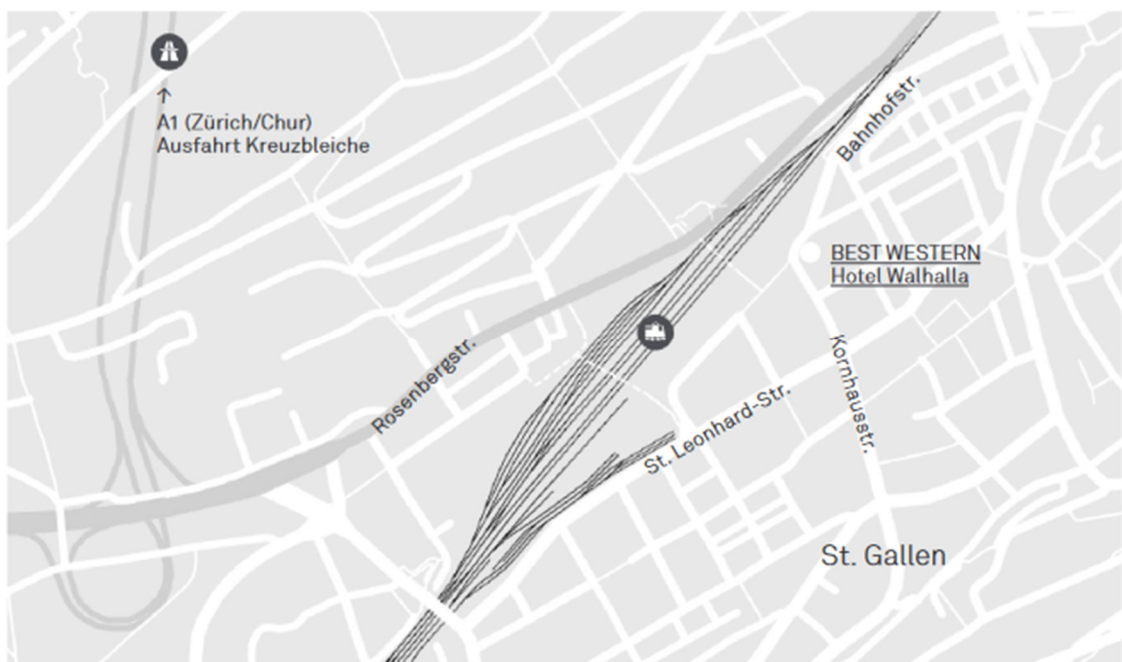 A1 (Zürich/Chur)
Ausfahrt Kreuzbleiche
Bahnhofstr.
BEST WESTERN
Hotel Walhalla
Rosenbergstr.
Kornhausstr.
St. Leonhard-Str.
St. Gallen